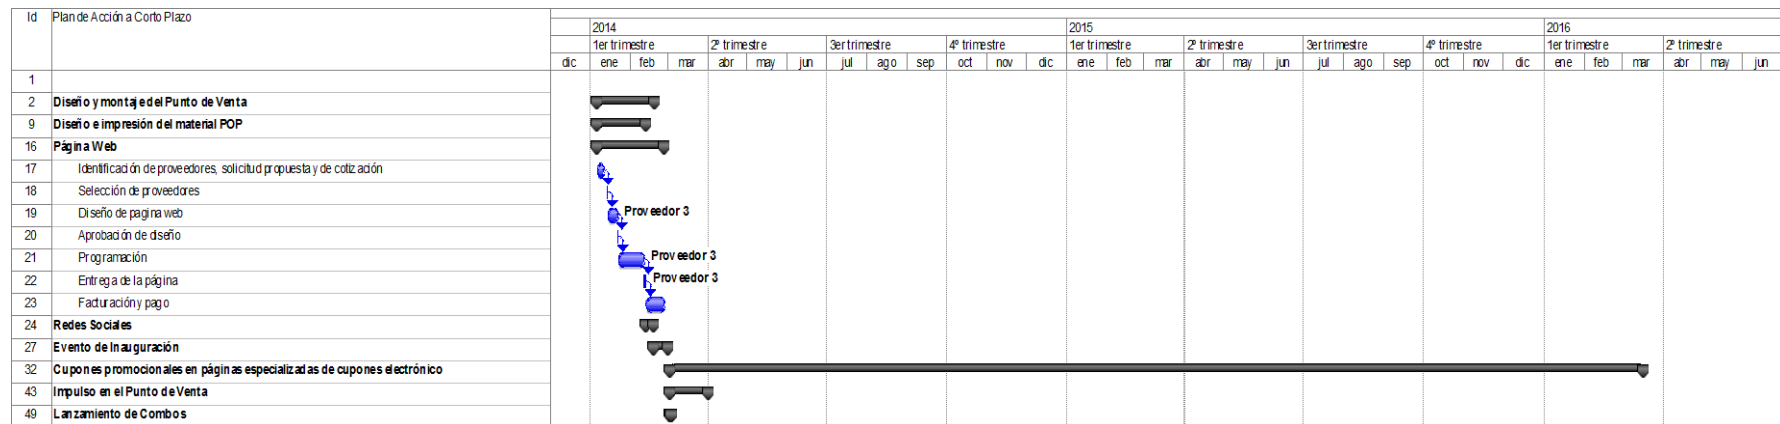 Id Plan de Acción a Corto Plazo
2014 2015 2016
1er trimestre 2º trimestre 3er trimestre 4º trimestre 1er trimestre 2º trimestre 3er trimestre 4º trimestre 1er trimestre 2º trimestre
dic ene feb mar abr may jun jul ago sep oct nov dic ene feb mar abr may jun jul ago sep oct nov dic ene feb mar abr may jun
1
2 Diseño y montaje del Punto de Venta
9 Diseño e impresión del material POP
16 Página Web
17 Identificación de proveedores, solicitud propuesta y de cotización
18 Selección de proveedores
19 Diseño de pagina web Proveedor 3
20 Aprobación de diseño
21 Programación Proveedor 3
22 Entrega de la página Proveedor 3
23 Facturación y pago
24 Redes Sociales
27 Evento de Inauguración
32 Cupones promocionales en páginas especializadas de cupones electrónico
43 Impulso en el Punto de Venta
49 Lanzamiento de Combos